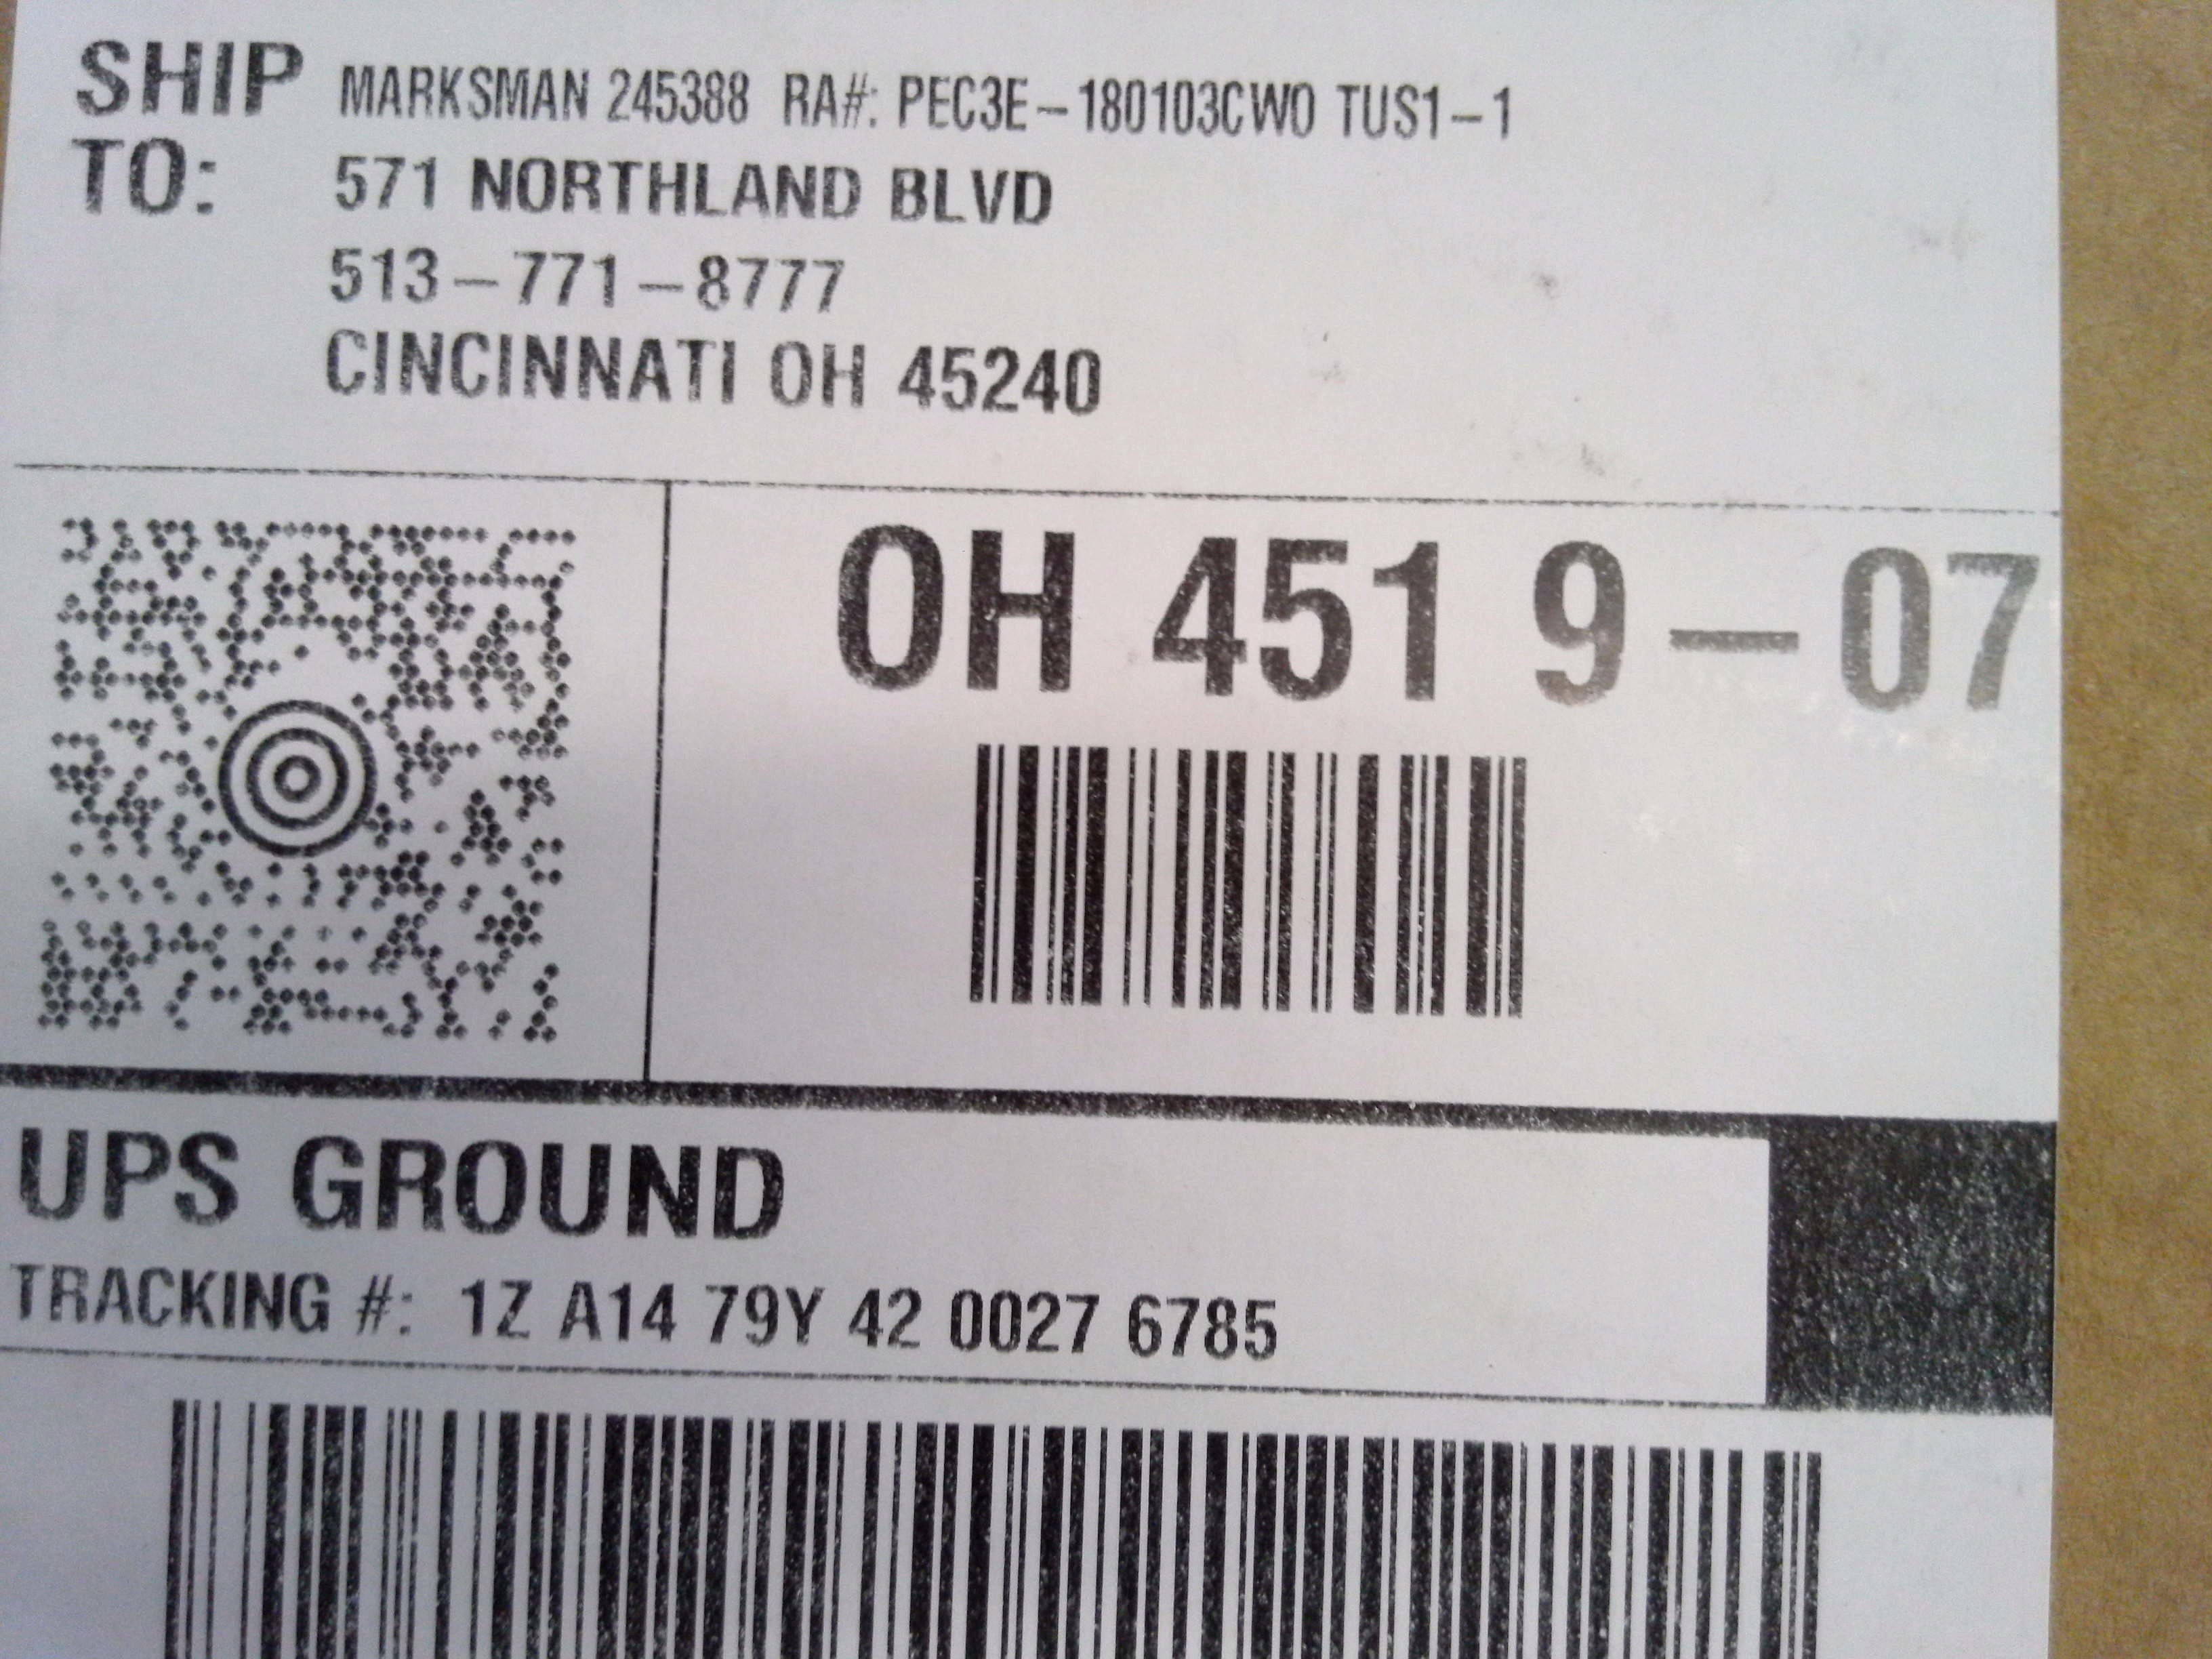 SHIP TO:
MARKSMAN 245388 RA#: PEC3E-180103CW0 TUS1-1
571 NORTHLAND BLVD
513-771-8777
CINCINNATI OH 45240
OH 451 9-07
UPS GROUND
TRACKING #: 1Z A14 79Y 42 0027 6785